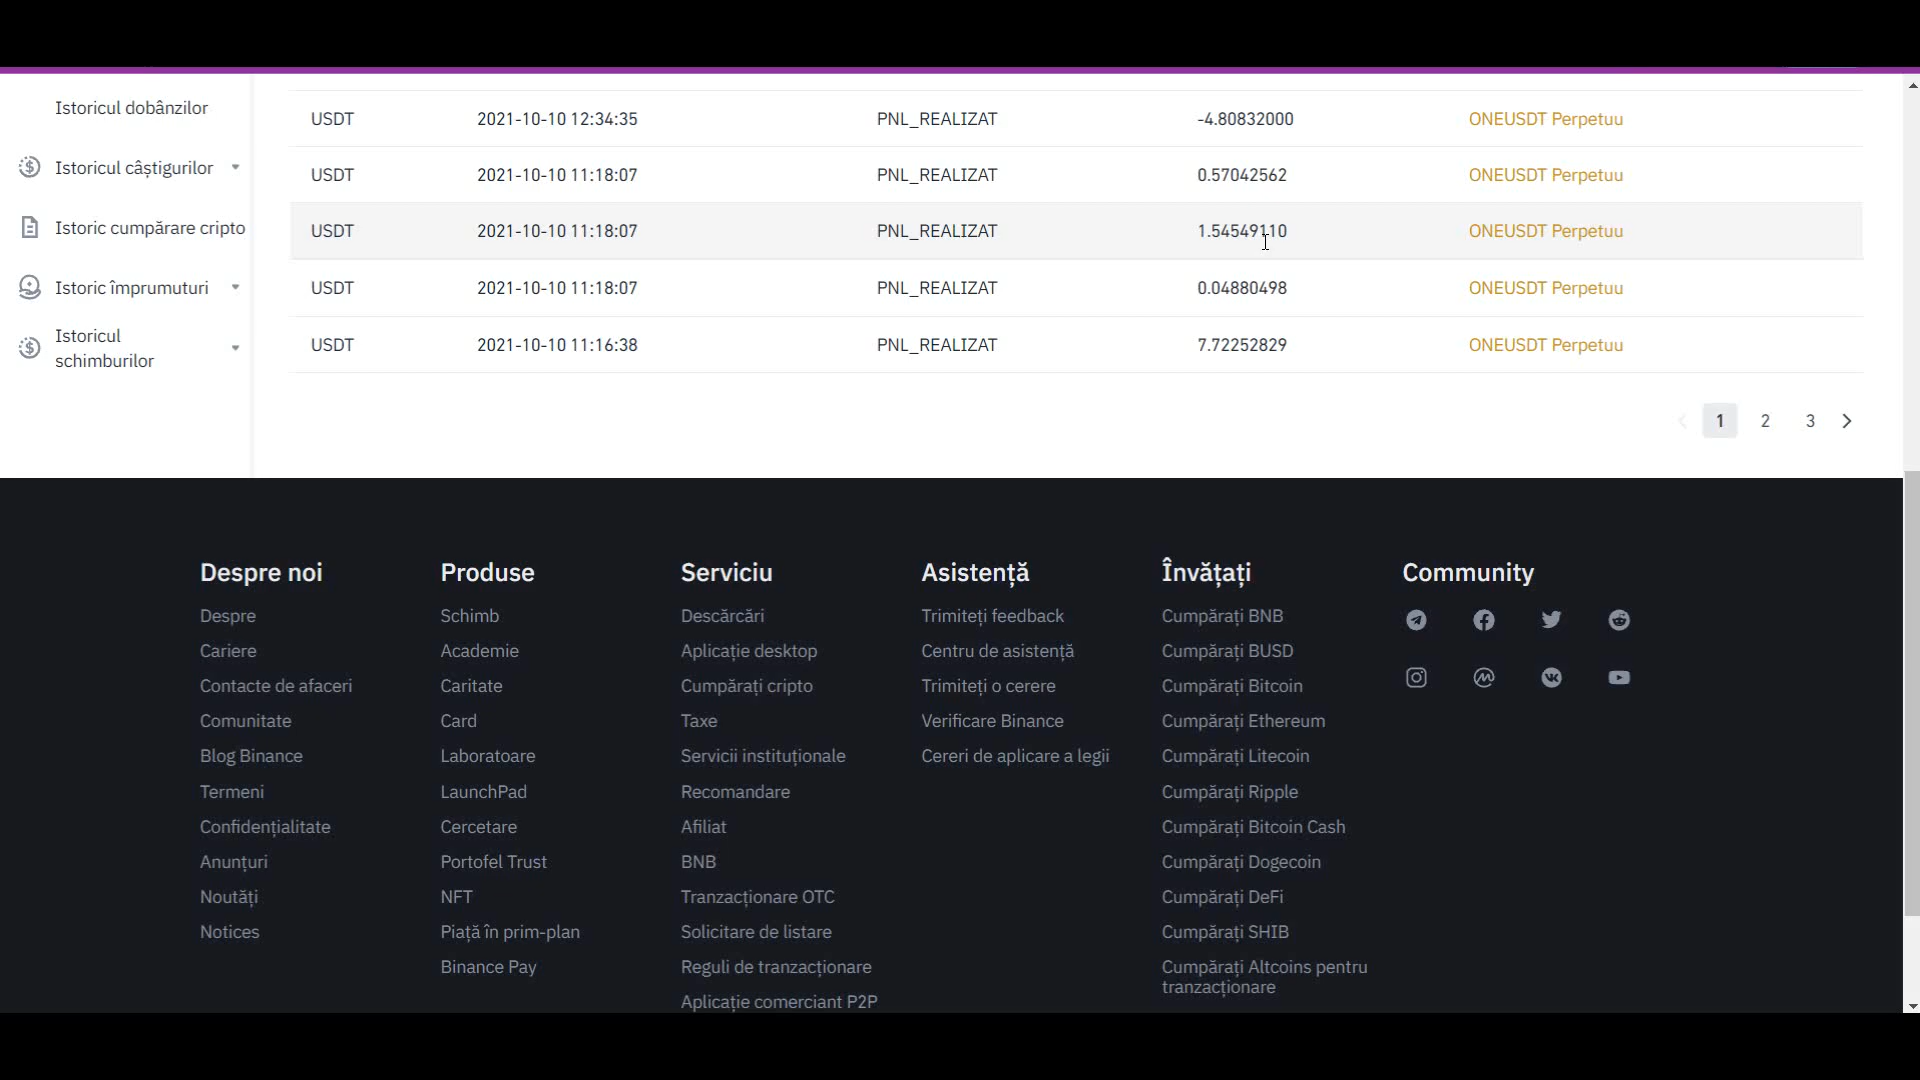 Istoricul dobânzilor
USDT 2021-10-10 12:34:35 PNL_REALIZAT -4.80832000 ONEUSDT Perpetuu
Istoricul câștigurilor
USDT 2021-10-10 11:18:07 PNL_REALIZAT 0.57042562 ONEUSDT Perpetuu
Istoric cumpărare cripto
USDT 2021-10-10 11:18:07 PNL_REALIZAT 1.54549110 ONEUSDT Perpetuu
Istoric împrumuturi
USDT 2021-10-10 11:18:07 PNL_REALIZAT 0.04880498 ONEUSDT Perpetuu
Istoricul
schimburilor
USDT 2021-10-10 11:16:38 PNL_REALIZAT 7.72252829 ONEUSDT Perpetuu
1 2 3
Despre noi
Despre
Cariere
Contacte de afaceri
Comunitate
Blog Binance
Termeni
Confidențialitate
Anunțuri
Noutăți
Notices
Produse
Schimb
Academie
Caritate
Card
Laboratoare
LaunchPad
Cercetare
Portofel Trust
NFT
Piață în prim-plan
Binance Pay
Serviciu
Descărcări
Aplicație desktop
Cumpărați cripto
Taxe
Servicii instituționale
Recomandare
Afiliat
BNB
Tranzacționare OTC
Solicitare de listare
Reguli de tranzacționare
Aplicație comerciant P2P
Asistență
Trimiteți feedback
Centru de asistență
Trimiteți o cerere
Verificare Binance
Cereri de aplicare a legii
Învățați
Cumpărați BNB
Cumpărați BUSD
Cumpărați Bitcoin
Cumpărați Ethereum
Cumpărați Litecoin
Cumpărați Ripple
Cumpărați Bitcoin Cash
Cumpărați Dogecoin
Cumpărați DeFi
Cumpărați SHIB
Cumpărați Altcoins pentru
tranzacționare
Community